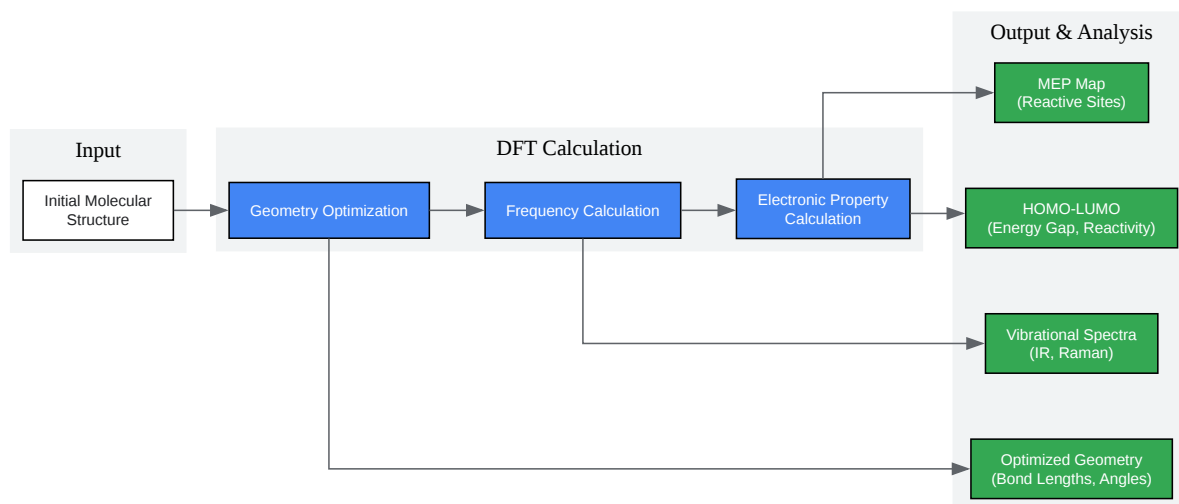 Input
Initial Molecular
Structure
DFT Calculation
Geometry Optimization
Frequency Calculation
Electronic Property
Calculation
Output & Analysis
MEP Map
(Reactive Sites)
HOMO-LUMO
(Energy Gap, Reactivity)
Vibrational Spectra
(IR, Raman)
Optimized Geometry
(Bond Lengths, Angles)